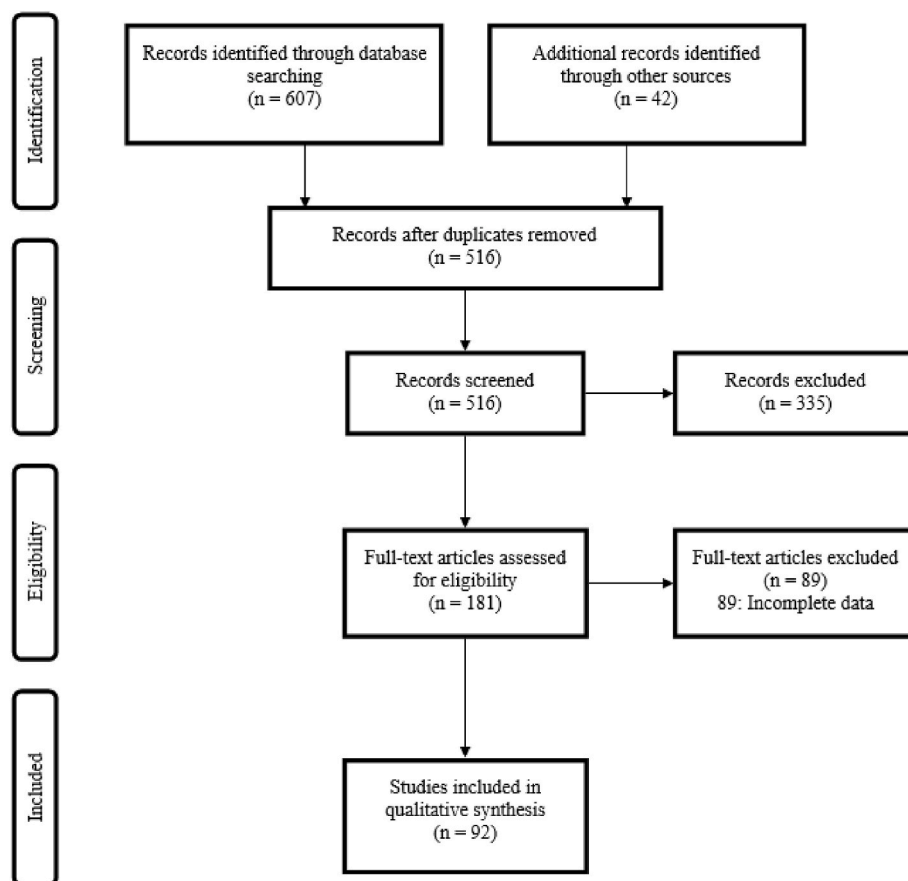 Identification
Records identified through database
searching
(n = 607)
Additional records identified
through other sources
(n = 42)
Records after duplicates removed
(n = 516)
Screening
Records screened
(n = 516)
Records excluded
(n = 335)
Eligibility
Full-text articles assessed
for eligibility
(n = 181)
Full-text articles excluded
(n = 89)
89: Incomplete data
Included
Studies included in
qualitative synthesis
(n = 92)